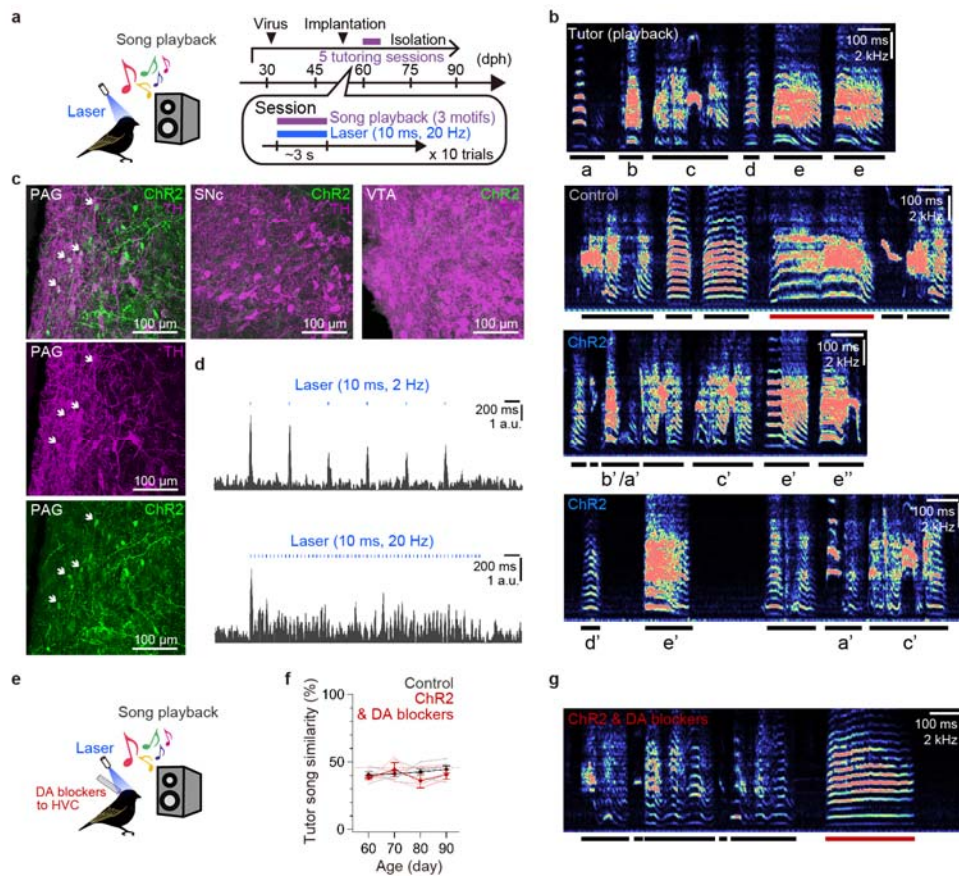 a
Song playback
Laser
Virus
Implantation
Isolation
5 tutoring sessions
(dph)
30
45
60
75
90
Session
Song playback (3 motifs)
Laser (10 ms, 20 Hz)
~3 s
x 10 trials
b
Tutor (playback)
100 ms
2 kHz
a
b
c
d
e
e
Control
100 ms
2 kHz
ChR2
100 ms
2 kHz
b'/a'
c'
e'
e''
ChR2
100 ms
2 kHz
d'
e'
a'
c'
c
PAG
ChR2
TH
100 µm
SNc
ChR2
TH
100 µm
VTA
ChR2
100 µm
PAG
TH
100 µm
PAG
ChR2
100 µm
d
Laser (10 ms, 2 Hz)
200 ms
1 a.u.
Laser (10 ms, 20 Hz)
200 ms
1 a.u.
e
Song playback
Laser
DA blockers
to HVC
f
Control
ChR2
& DA blockers
Tutor song similarity (%)
100
50
0
60
70
80
90
Age (day)
g
ChR2 & DA blockers
100 ms
2 kHz